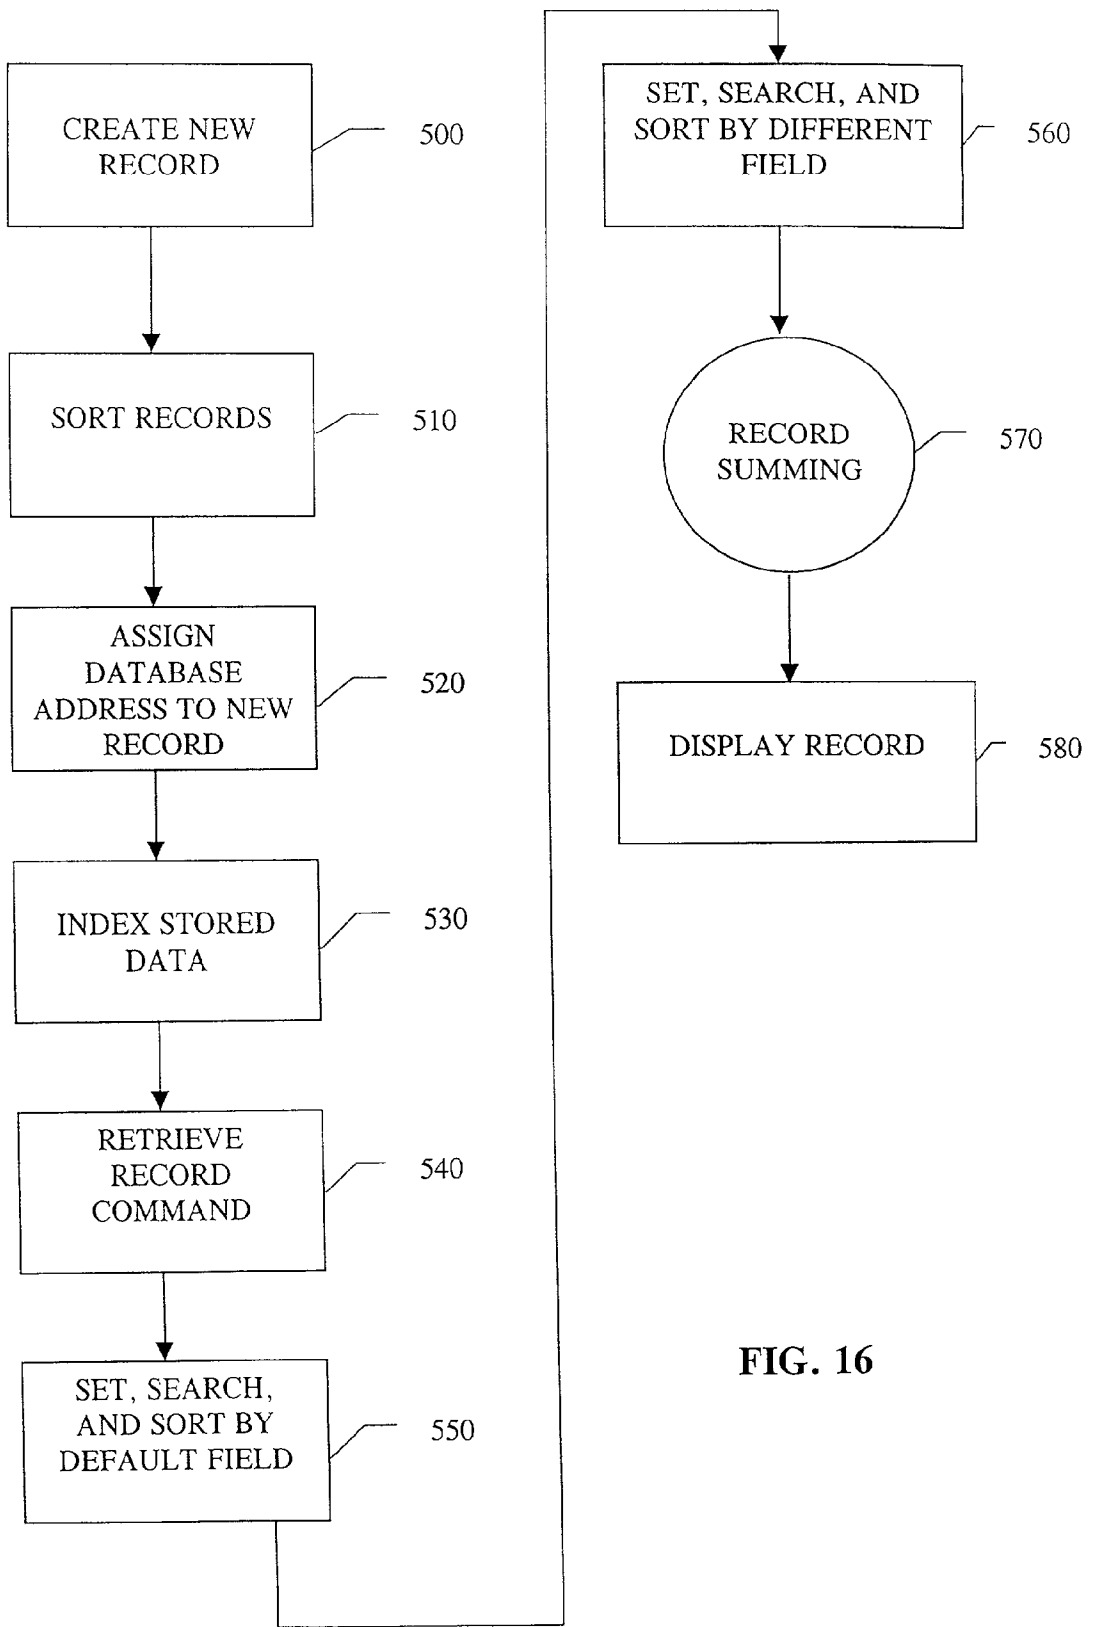 CREATE NEW
RECORD
500
SORT RECORDS
510
ASSIGN
DATABASE
ADDRESS TO NEW
RECORD
520
INDEX STORED
DATA
530
RETRIEVE
RECORD
COMMAND
540
SET, SEARCH,
AND SORT BY
DEFAULT FIELD
550
SET, SEARCH, AND
SORT BY DIFFERENT
FIELD
560
RECORD
SUMMING
570
DISPLAY RECORD
580
FIG. 16